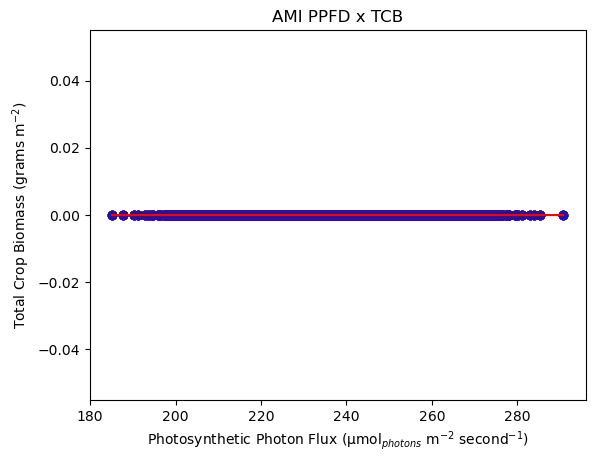 AMI PPFD x TCB
Total Crop Biomass (grams m⁻²)
0.04
0.02
0.00
−0.02
−0.04
180 200 220 240 260 280
Photosynthetic Photon Flux (μmol_photons m⁻² second⁻¹)